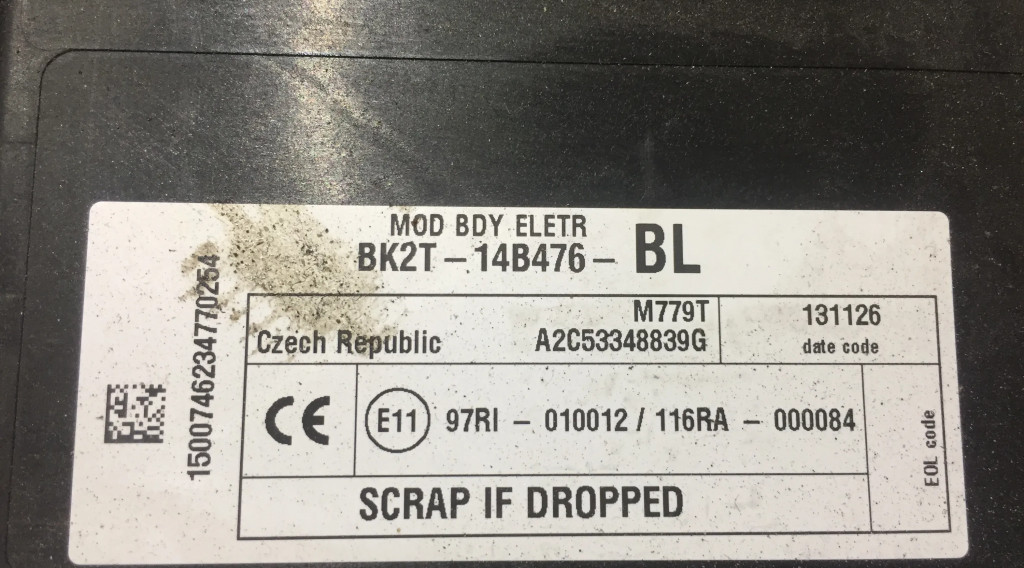 MOD BDY ELETR
BK2T – 14B476 – BL
150074623477O254
M779T
Czech Republic A2C53348839G
131126
date code
CE
E11 97RI – 010012 / 116RA – 000084
EOL code
SCRAP IF DROPPED